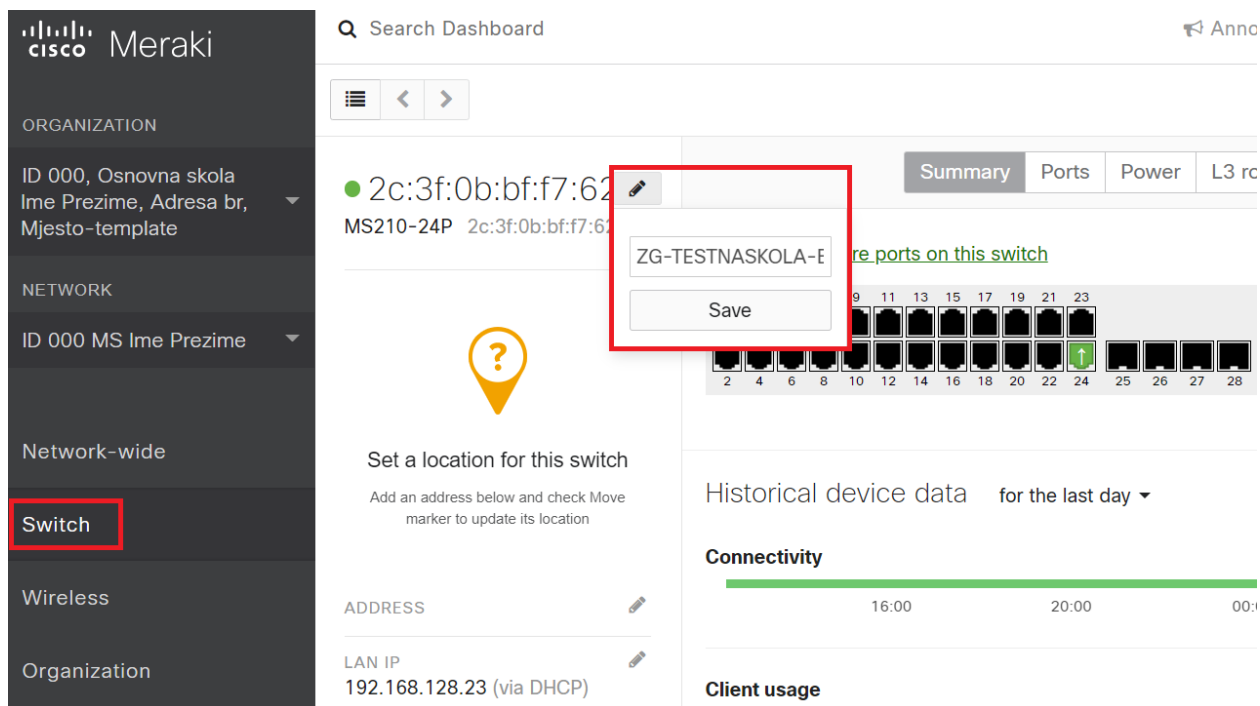 cisco Meraki
ORGANIZATION
ID 000, Osnovna skola
Ime Prezime, Adresa br,
Mjesto-template
NETWORK
ID 000 MS Ime Prezime
Network-wide
Switch
Wireless
Organization
Search Dashboard
Anno
2c:3f:0b:bf:f7:62
MS210-24P 2c:3f:0b:bf:f7:62
ZG-TESTNASKOLA-E
Save
Set a location for this switch
Add an address below and check Move
marker to update its location
ADDRESS
LAN IP
192.168.128.23 (via DHCP)
Summary Ports Power L3 ro
re ports on this switch
9 11 13 15 17 19 21 23
2 4 6 8 10 12 14 16 18 20 22 24 25 26 27 28
Historical device data for the last day
Connectivity
16:00 20:00 00:
Client usage